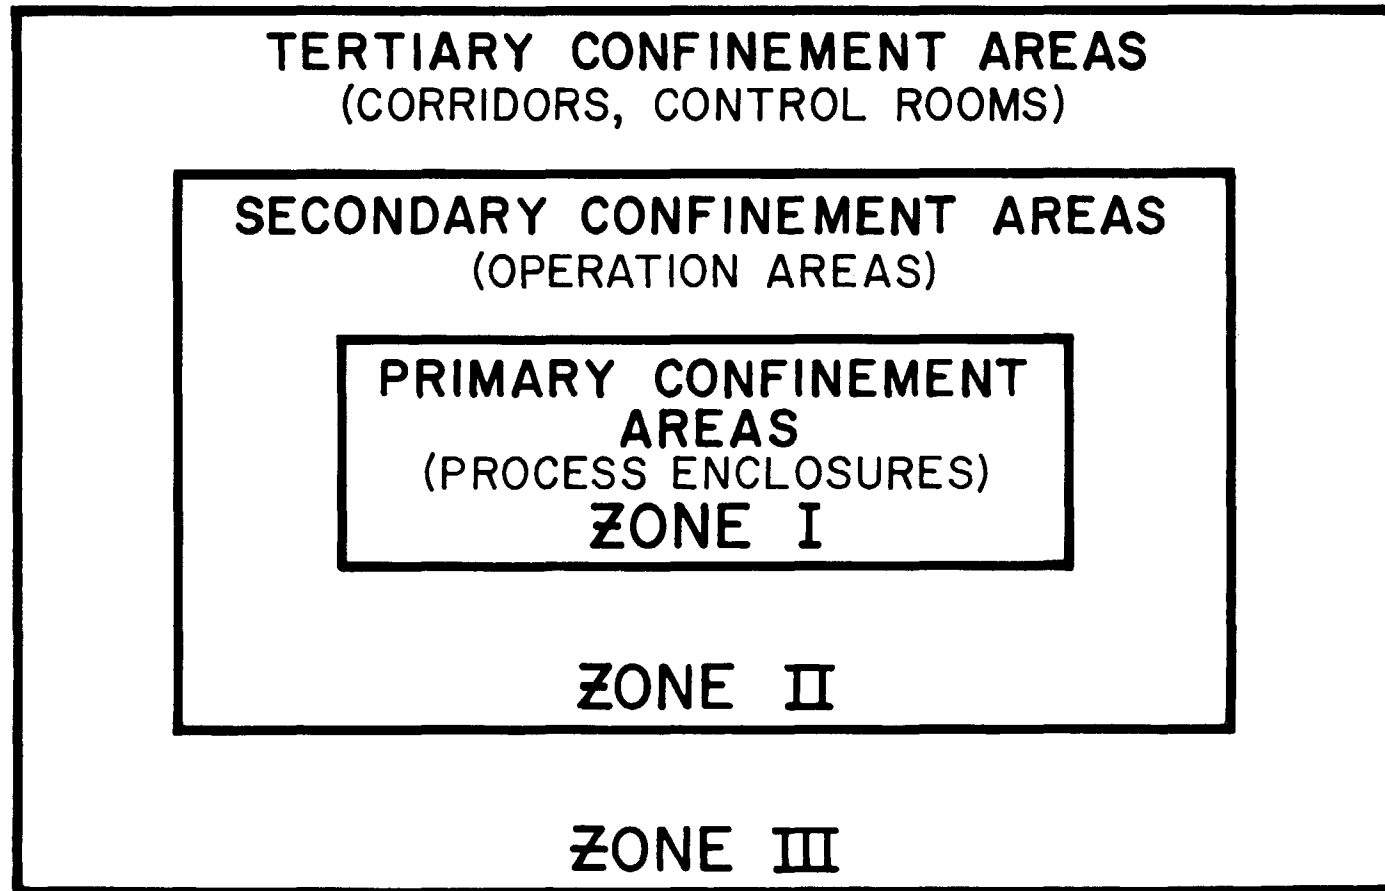 TERTIARY CONFINEMENT AREAS
(CORRIDORS, CONTROL ROOMS)
SECONDARY CONFINEMENT AREAS
(OPERATION AREAS)
PRIMARY CONFINEMENT
AREAS
(PROCESS ENCLOSURES)
ZONE I
ZONE II
ZONE III